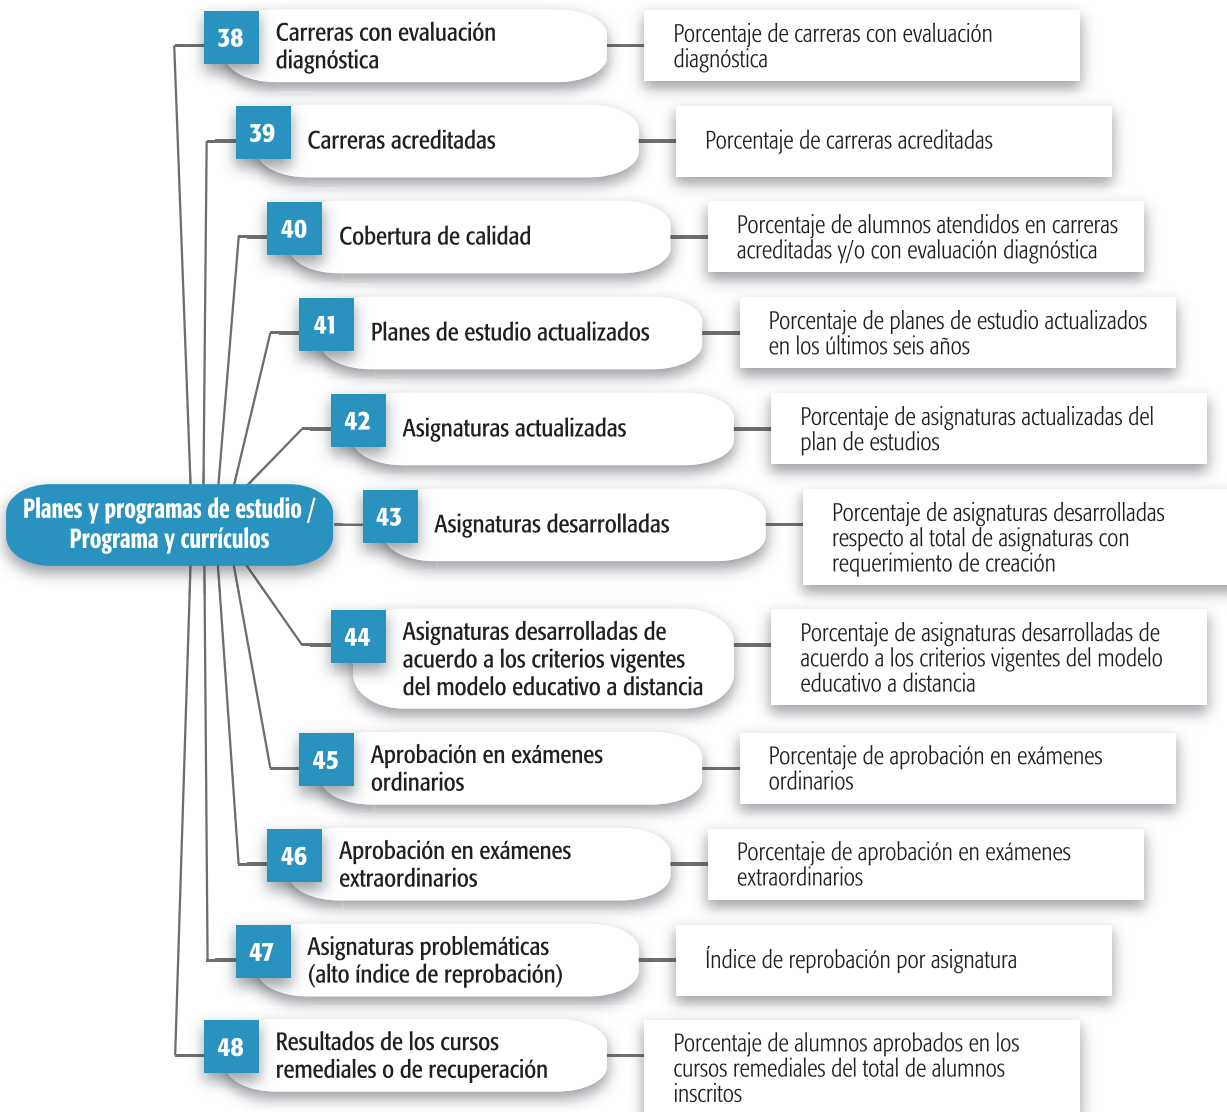 38
Carreras con evaluación
diagnóstica
Porcentaje de carreras con evaluación
diagnóstica
39
Carreras acreditadas
Porcentaje de carreras acreditadas
40
Cobertura de calidad
Porcentaje de alumnos atendidos en carreras
acreditadas y/o con evaluación diagnóstica
41
Planes de estudio actualizados
Porcentaje de planes de estudio actualizados
en los últimos seis años
42
Asignaturas actualizadas
Porcentaje de asignaturas actualizadas del
plan de estudios
Planes y programas de estudio /
Programa y currículos
43
Asignaturas desarrolladas
Porcentaje de asignaturas desarrolladas
respecto al total de asignaturas con
requerimiento de creación
44
Asignaturas desarrolladas de
acuerdo a los criterios vigentes
del modelo educativo a distancia
Porcentaje de asignaturas desarrolladas de
acuerdo a los criterios vigentes del modelo
educativo a distancia
45
Aprobación en exámenes
ordinarios
Porcentaje de aprobación en exámenes
ordinarios
46
Aprobación en exámenes
extraordinarios
Porcentaje de aprobación en exámenes
extraordinarios
47
Asignaturas problemáticas
(alto índice de reprobación)
Índice de reprobación por asignatura
48
Resultados de los cursos
remediales o de recuperación
Porcentaje de alumnos aprobados en los
cursos remediales del total de alumnos
inscritos